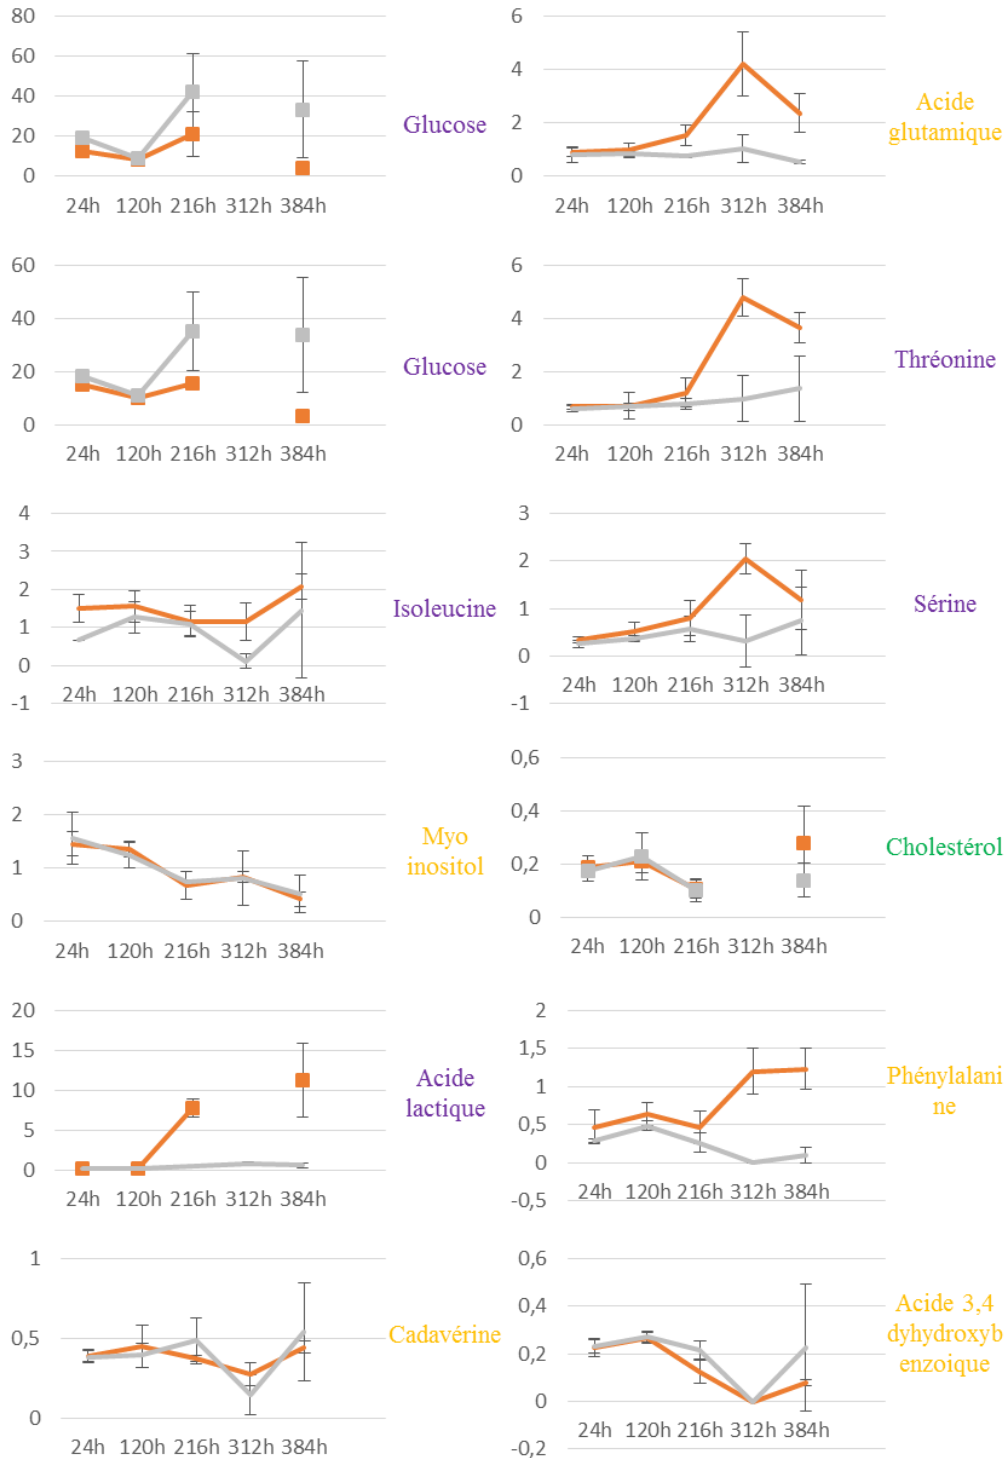 80
60
40
20
0
24h 120h 216h 312h 384h
Glucose
6
4
2
0
24h 120h 216h 312h 384h
Acide
glutamique
60
40
20
0
24h 120h 216h 312h 384h
Glucose
6
4
2
0
24h 120h 216h 312h 384h
Thréonine
4
3
2
1
0
-1
24h 120h 216h 312h 384h
Isoleucine
3
2
1
0
-1
24h 120h 216h 312h 384h
Sérine
3
2
1
0
24h 120h 216h 312h 384h
Myo
inositol
0,6
0,4
0,2
0
24h 120h 216h 312h 384h
Cholestérol
20
15
10
5
0
24h 120h 216h 312h 384h
Acide
lactique
2
1,5
1
0,5
0
-0,5
24h 120h 216h 312h 384h
Phénylalani
ne
1
0,5
0
24h 120h 216h 312h 384h
Cadavérine
0,6
0,4
0,2
0
-0,2
24h 120h 216h 312h 384h
Acide 3,4
dyhydroxyb
enzoique